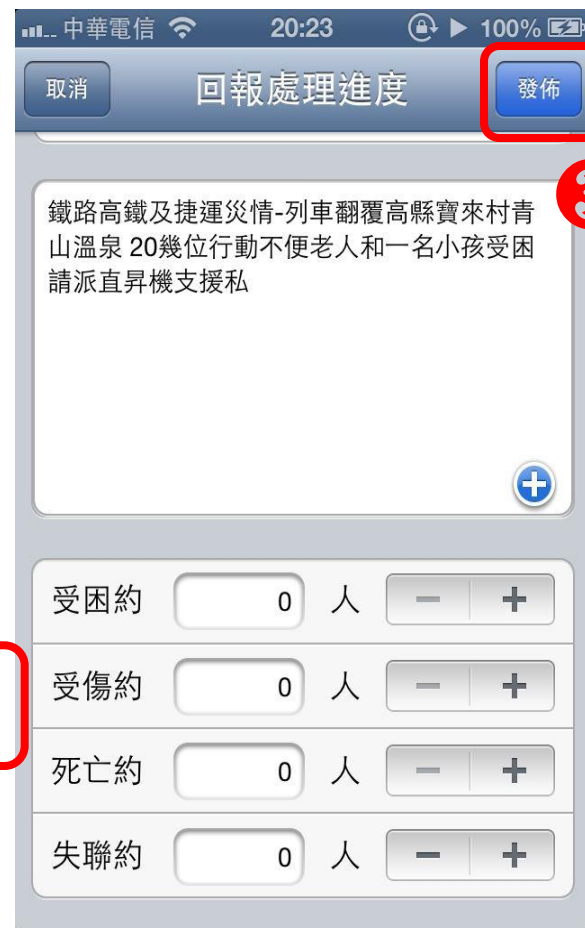 中華電信 20:23 100%
取消 回報處理進度 發佈
鐵路高鐵及捷運災情-列車翻覆高縣寶來村青
山溫泉 20幾位行動不便老人和一名小孩受困
請派直昇機支援私
受困約 0 人 － ＋
受傷約 0 人 － ＋
死亡約 0 人 － ＋
失聯約 0 人 － ＋